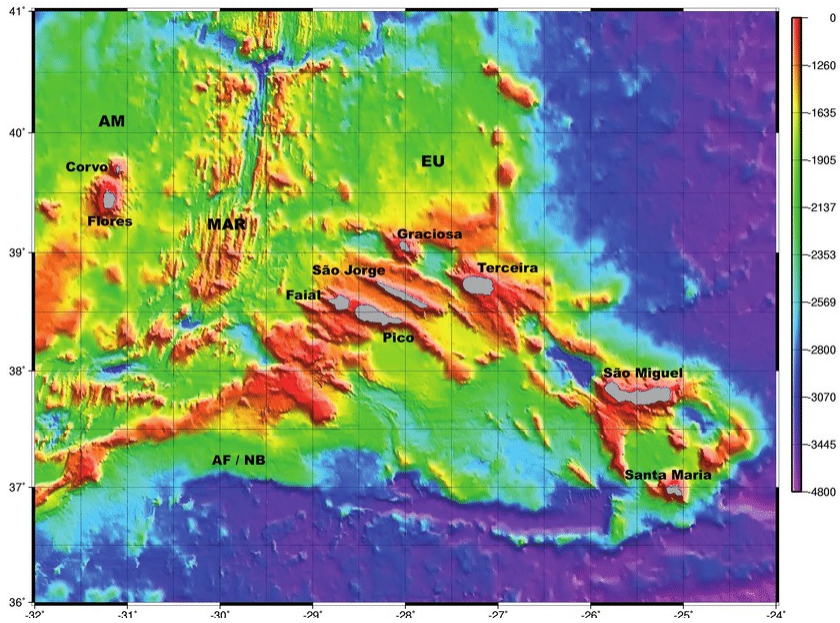 41°
40°
39°
38°
37°
36°
-32°
-31°
-30°
-29°
-28°
-27°
-26°
-25°
-24°
AM
EU
Corvo
Flores
MAR
Graciosa
São Jorge
Terceira
Faial
Pico
São Miguel
AF / NB
Santa Maria
0
-1260
-1635
-1935
-2137
-2353
-2563
-2800
-3070
-3445
-4800